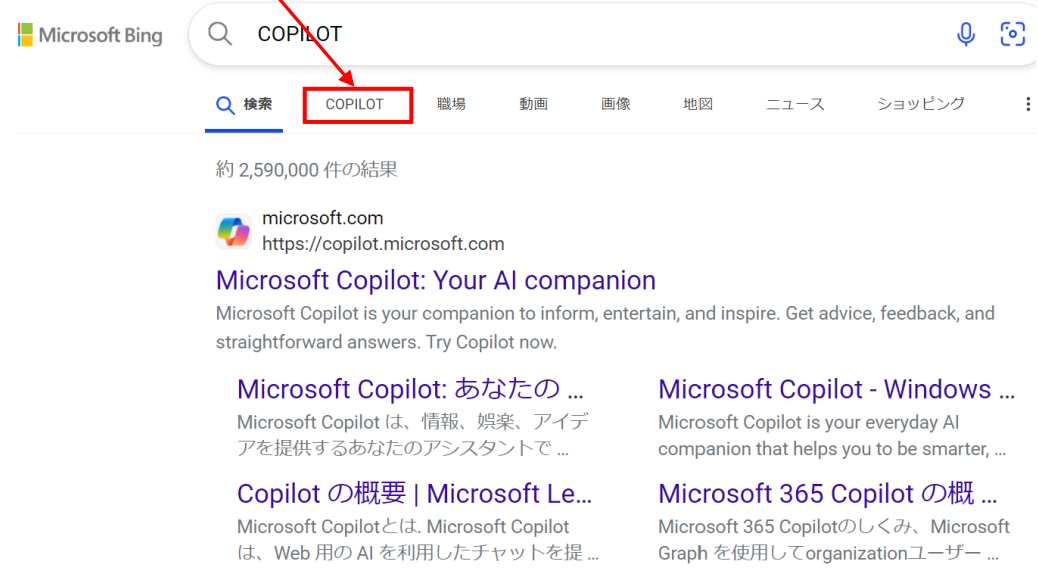 Microsoft Bing
COPILOT
検索 COPILOT 職場 動画 画像 地図 ニュース ショッピング
約 2,590,000 件の結果
microsoft.com
https://copilot.microsoft.com
Microsoft Copilot: Your AI companion
Microsoft Copilot is your companion to inform, entertain, and inspire. Get advice, feedback, and
straightforward answers. Try Copilot now.
Microsoft Copilot: あなたの ...
Microsoft Copilot は、情報、娯楽、アイデ
アを提供するあなたのアシスタントで ...
Microsoft Copilot - Windows ...
Microsoft Copilot is your everyday AI
companion that helps you to be smarter, ...
Copilot の概要 | Microsoft Le...
Microsoft Copilotとは. Microsoft Copilot
は、Web 用の AI を利用したチャットを提 ...
Microsoft 365 Copilot の概 ...
Microsoft 365 Copilotのしくみ、Microsoft
Graph を使用してorganizationユーザー ...